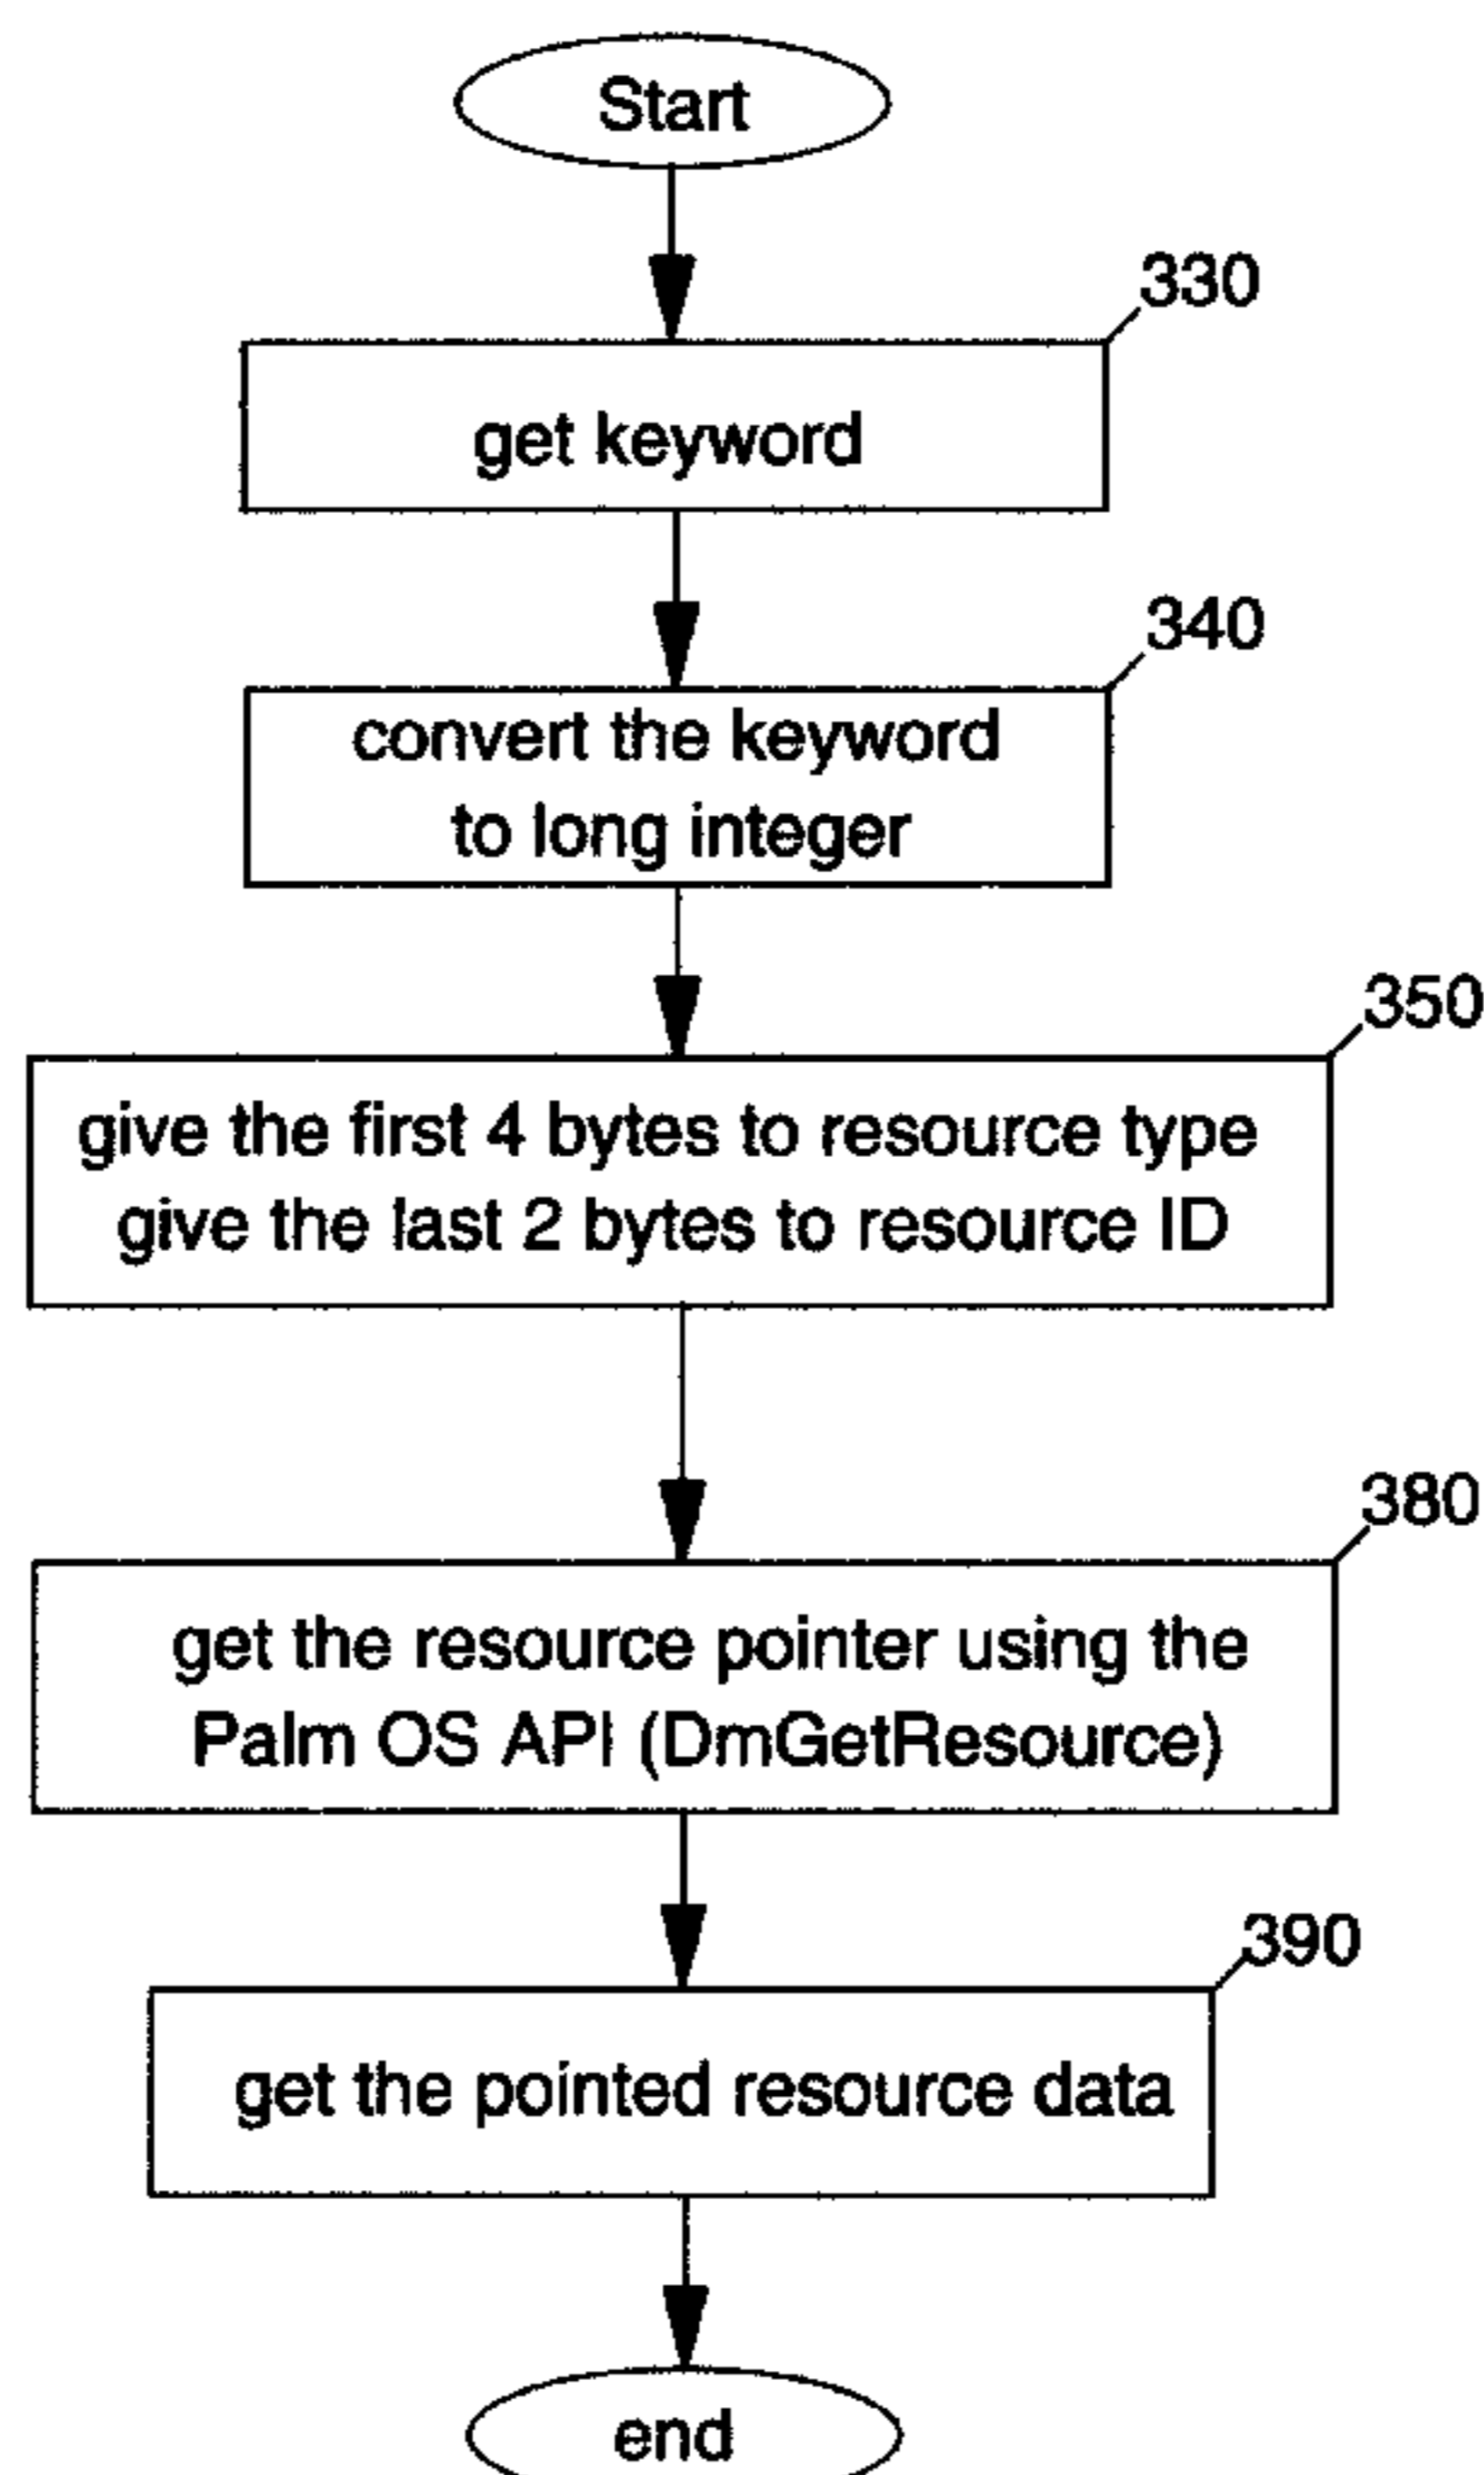 Start
330
get keyword
340
convert the keyword
to long integer
350
give the first 4 bytes to resource type
give the last 2 bytes to resource ID
380
get the resource pointer using the
Palm OS API (DmGetResource)
390
get the pointed resource data
end